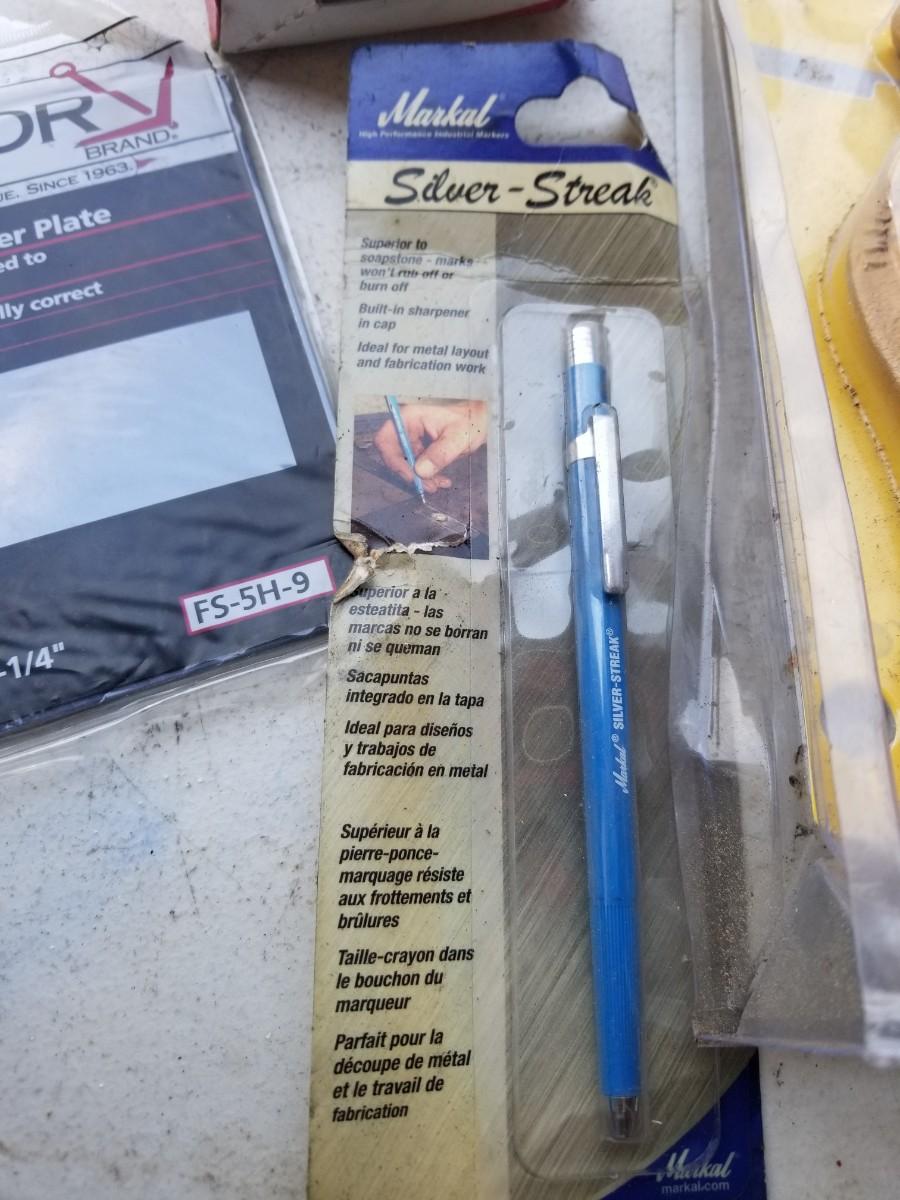 OR
BRAND®
UE. SINCE 1963.
er Plate
ed to
lly correct
FS-5H-9
-1/4"
Markal®
High Performance Industrial Markers
Silver-Streak®
Superior to
soapstone - marks
won't rub off or
burn off
Built-in sharpener
in cap
Ideal for metal layout
and fabrication work
Superior a la
esteatita - las
marcas no se borran
ni se queman
Sacapuntas
integrado en la tapa
Ideal para diseños
y trabajos de
fabricación en metal
Supérieur à la
pierre-ponce-
marquage résiste
aux frottements et
brûlures
Taille-crayon dans
le bouchon du
marqueur
Parfait pour la
découpe de métal
et le travail de
fabrication
Markal® SILVER-STREAK®
Markal®
markal.com